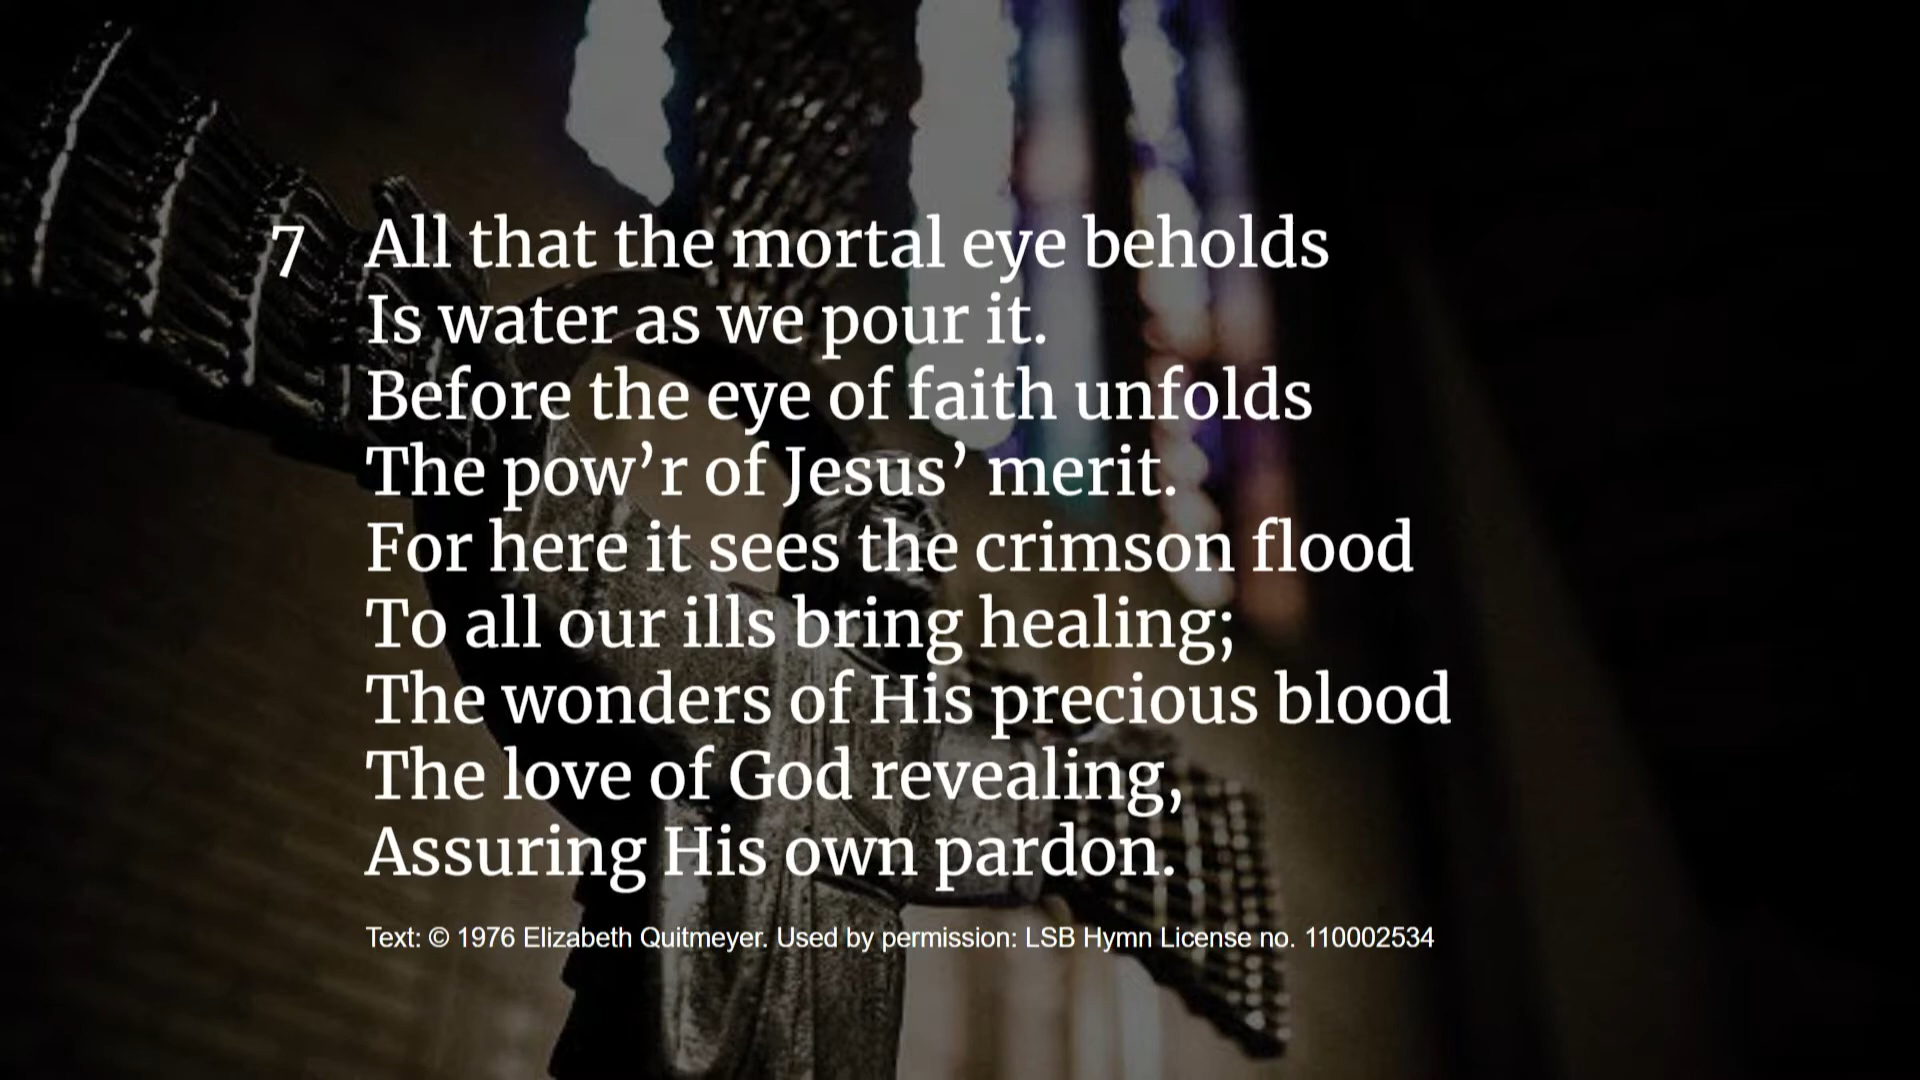 7 All that the mortal eye beholds
Is water as we pour it.
Before the eye of faith unfolds
The pow’r of Jesus’ merit.
For here it sees the crimson flood
To all our ills bring healing;
The wonders of His precious blood
The love of God revealing,
Assuring His own pardon.
Text: © 1976 Elizabeth Quitmeyer. Used by permission: LSB Hymn License no. 110002534